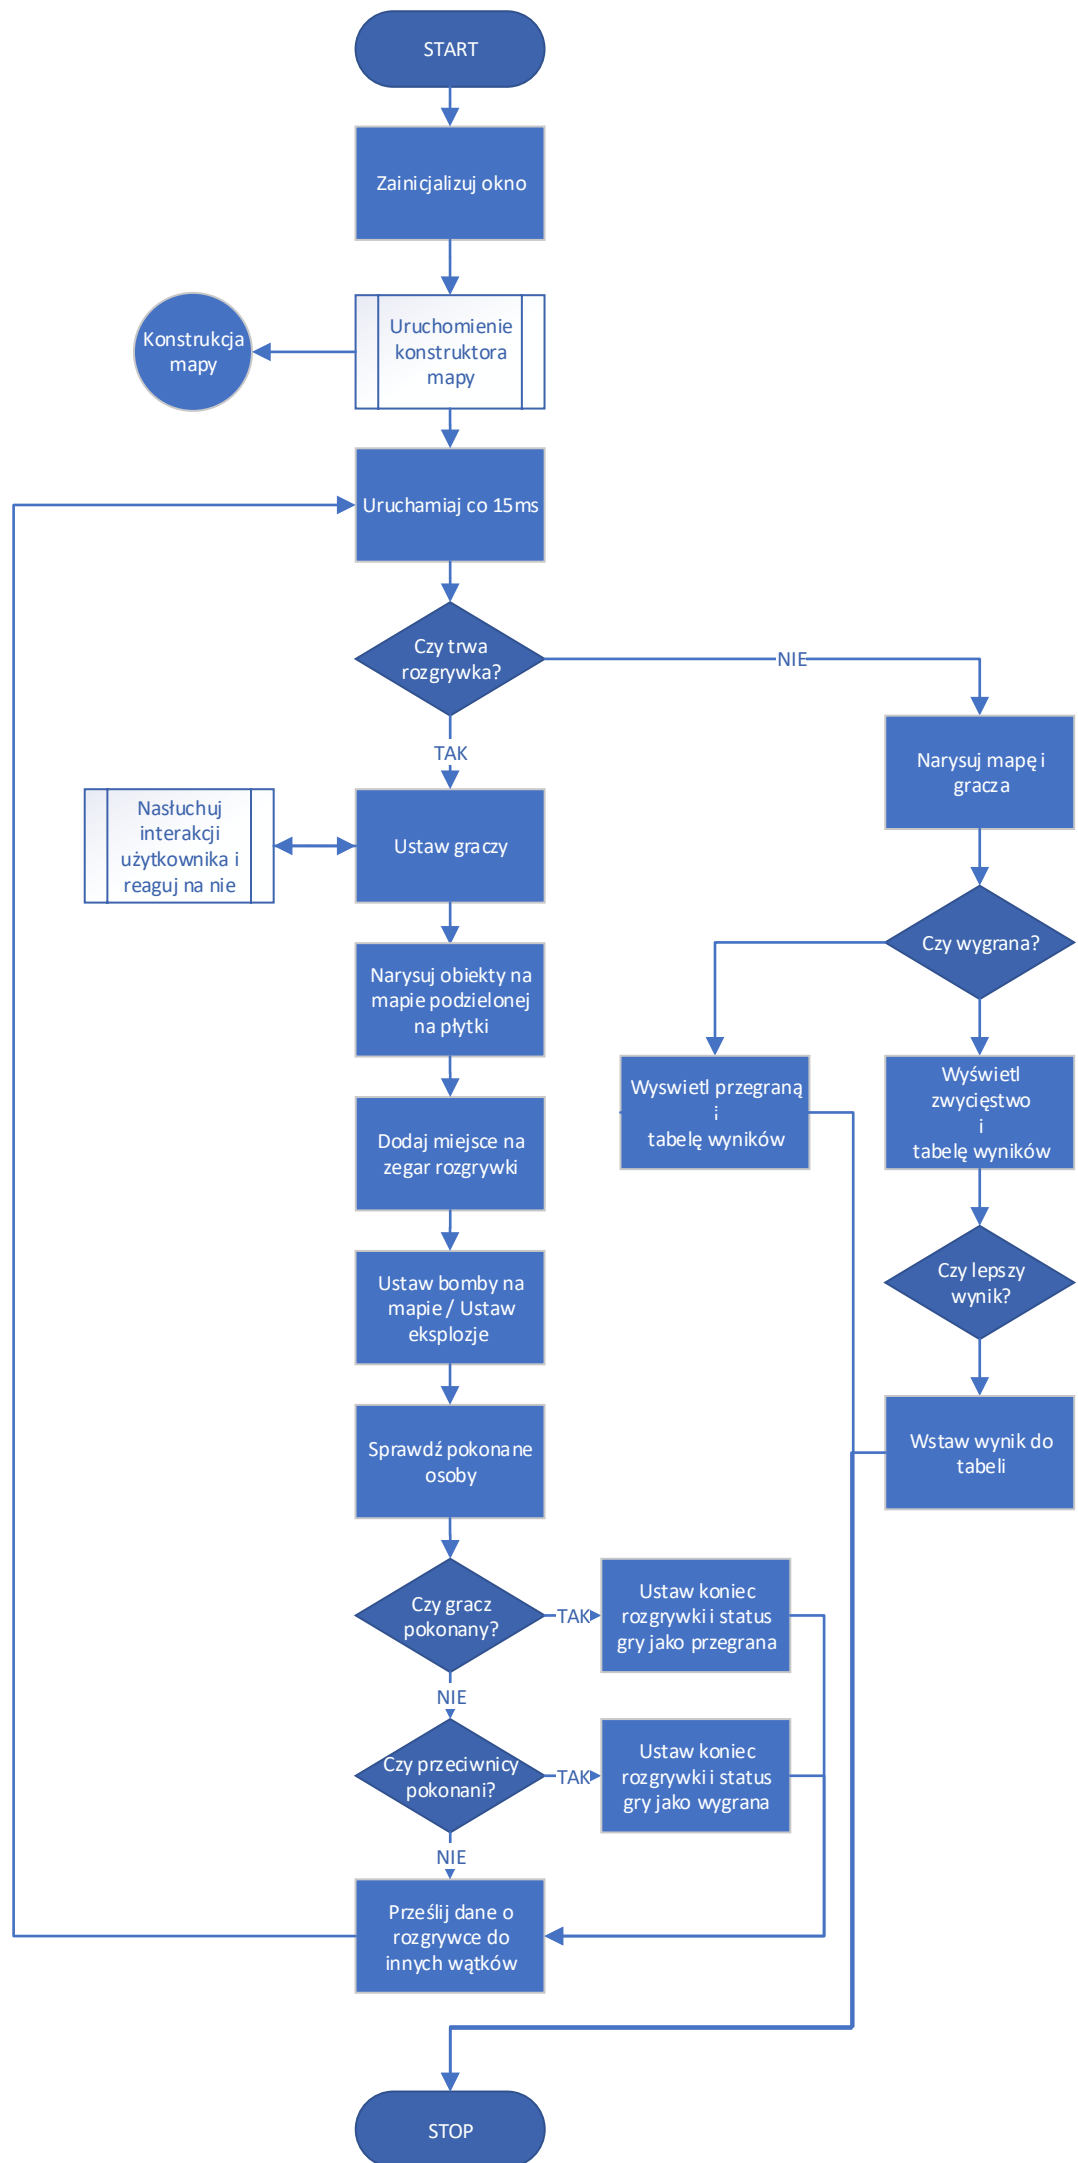 START
Zainicjalizuj okno
Uruchomienie
konstruktora
mapy
Konstrukcja
mapy
Uruchamiaj co 15ms
Czy trwa
rozgrywka?
NIE
TAK
Narysuj mapę i
gracza
Nasłuchuj
interakcji
użytkownika i
reaguj na nie
Ustaw graczy
Czy wygrana?
Narysuj obiekty na
mapie podzielonej
na płytki
Wyswietl przegraną
i
tabelę wyników
Wyświetl
zwycięstwo
i
tabelę wyników
Dodaj miejsce na
zegar rozgrywki
Czy lepszy
wynik?
Ustaw bomby na
mapie / Ustaw
eksplozje
Wstaw wynik do
tabeli
Sprawdź pokonane
osoby
Czy gracz
pokonany?
TAK
Ustaw koniec
rozgrywki i status
gry jako przegrana
NIE
Czy przeciwnicy
pokonani?
TAK
Ustaw koniec
rozgrywki i status
gry jako wygrana
NIE
Prześlij dane o
rozgrywce do
innych wątków
STOP